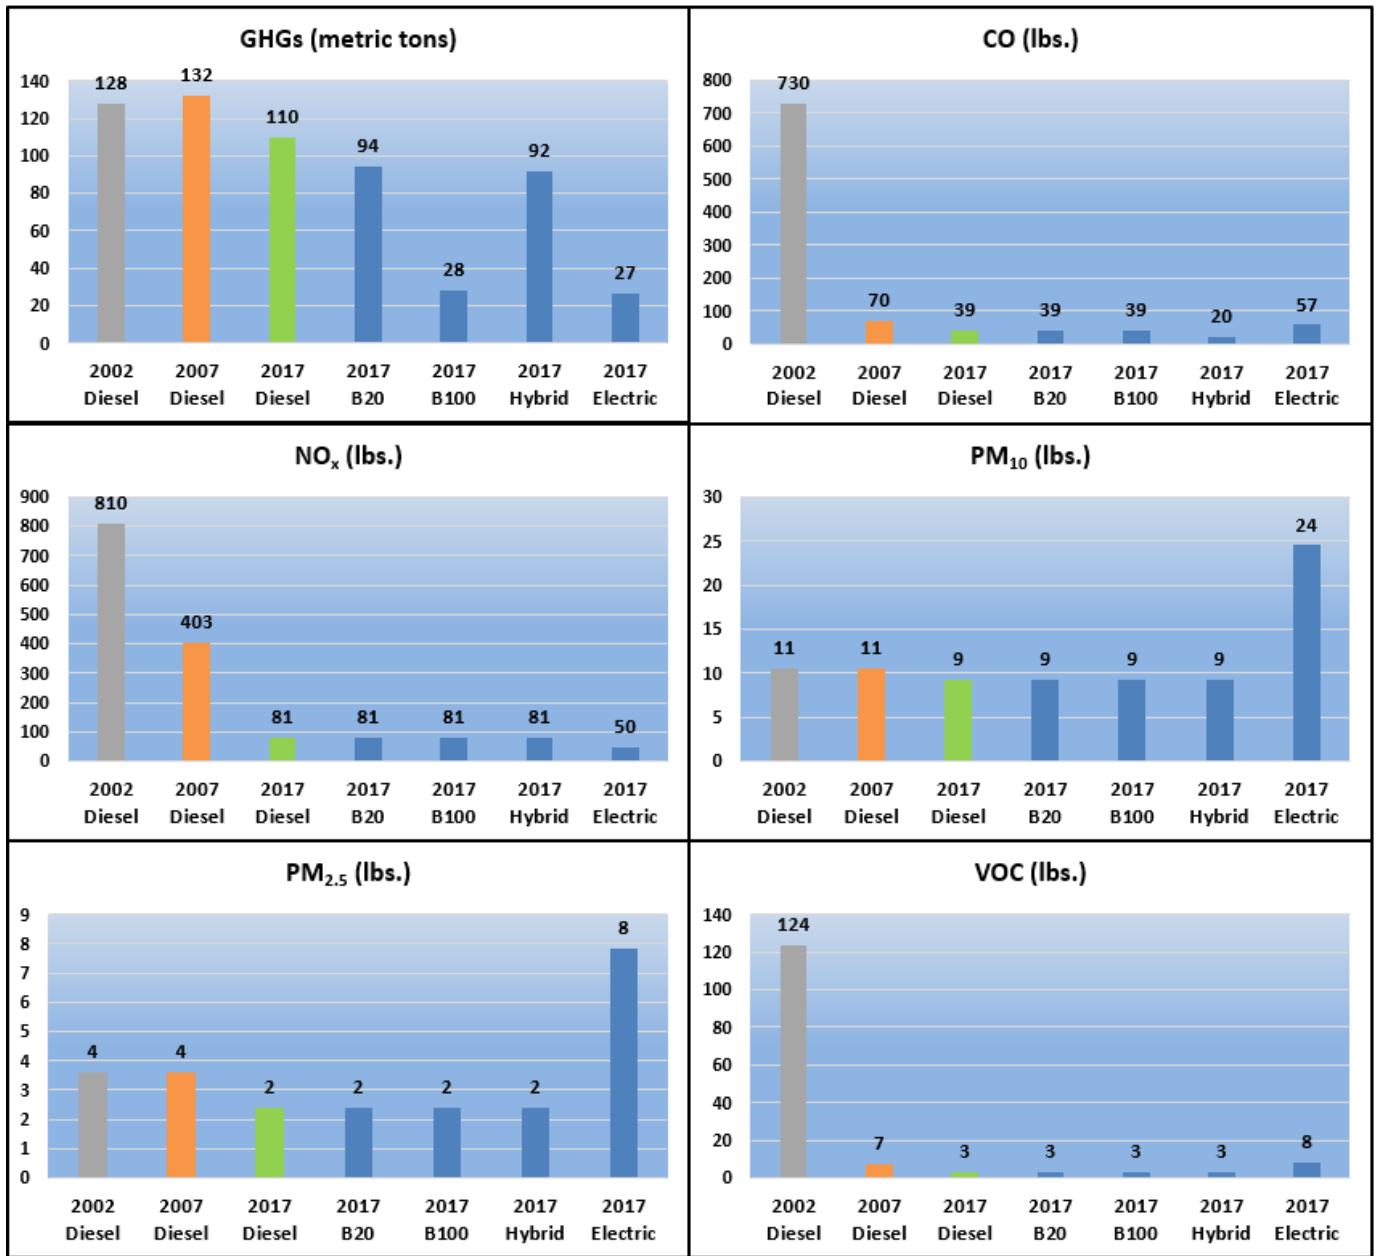 GHGs (metric tons)
140
120
100
80
60
40
20
0
128
132
110
94
28
92
27
2002 Diesel
2007 Diesel
2017 Diesel
2017 B20
2017 B100
2017 Hybrid
2017 Electric
CO (lbs.)
800
700
600
500
400
300
200
100
0
730
70
39
39
39
20
57
2002 Diesel
2007 Diesel
2017 Diesel
2017 B20
2017 B100
2017 Hybrid
2017 Electric
NOx (lbs.)
900
800
700
600
500
400
300
200
100
0
810
403
81
81
81
81
50
2002 Diesel
2007 Diesel
2017 Diesel
2017 B20
2017 B100
2017 Hybrid
2017 Electric
PM10 (lbs.)
30
25
20
15
10
5
0
11
11
9
9
9
9
24
2002 Diesel
2007 Diesel
2017 Diesel
2017 B20
2017 B100
2017 Hybrid
2017 Electric
PM2.5 (lbs.)
9
8
7
6
5
4
3
2
1
0
4
4
2
2
2
2
8
2002 Diesel
2007 Diesel
2017 Diesel
2017 B20
2017 B100
2017 Hybrid
2017 Electric
VOC (lbs.)
140
120
100
80
60
40
20
0
124
7
3
3
3
3
8
2002 Diesel
2007 Diesel
2017 Diesel
2017 B20
2017 B100
2017 Hybrid
2017 Electric